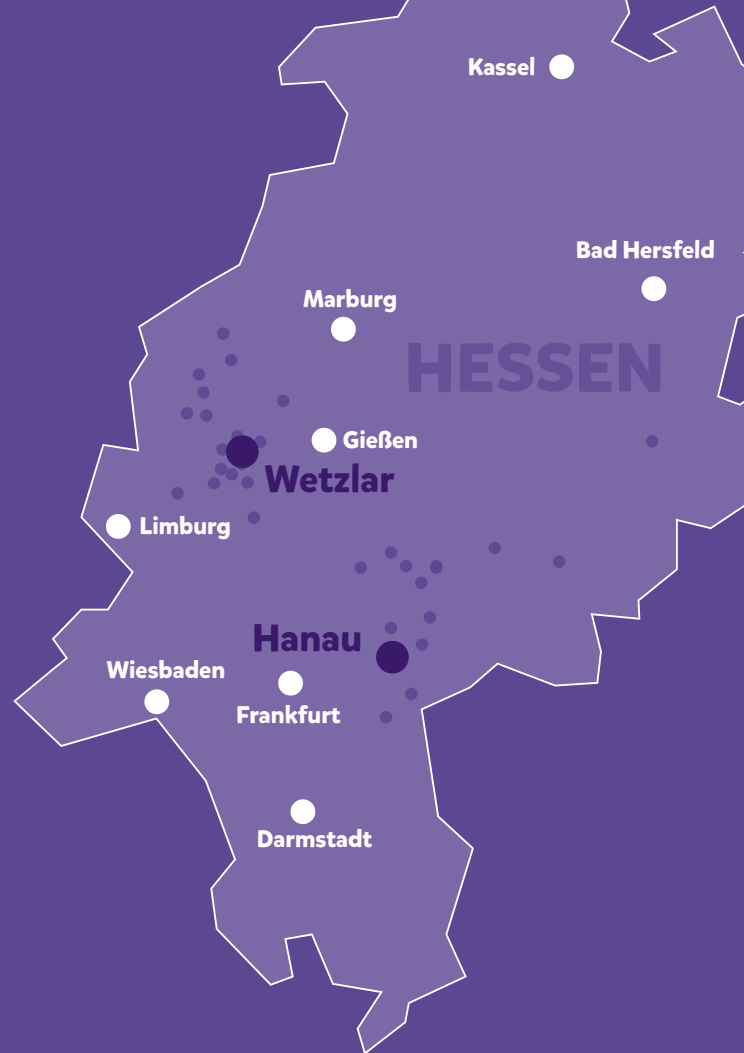 Kassel
Bad Hersfeld
Marburg
HESSEN
Gießen
Wetzlar
Limburg
Hanau
Wiesbaden
Frankfurt
Darmstadt